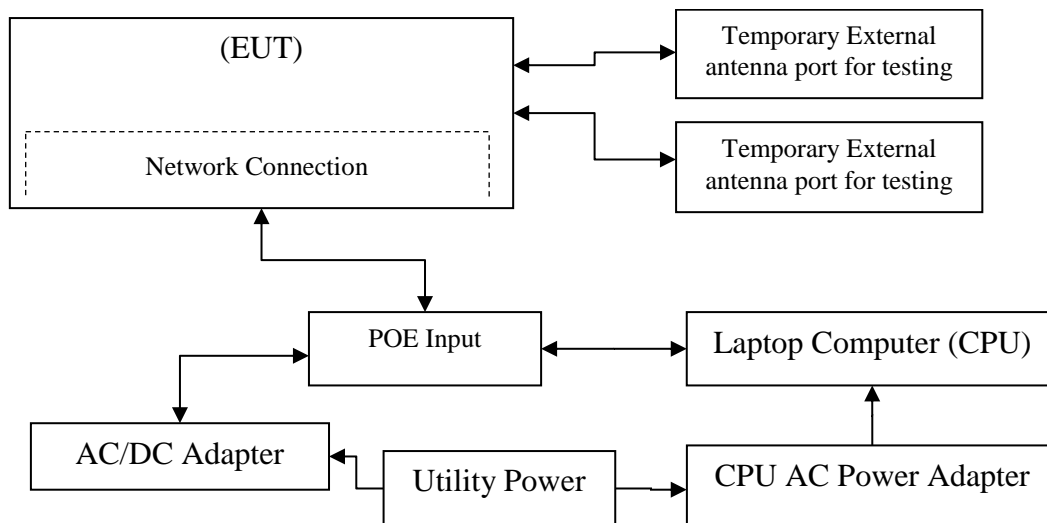 (EUT)
Temporary External
antenna port for testing
Network Connection
Temporary External
antenna port for testing
POE Input
Laptop Computer (CPU)
AC/DC Adapter
Utility Power
CPU AC Power Adapter